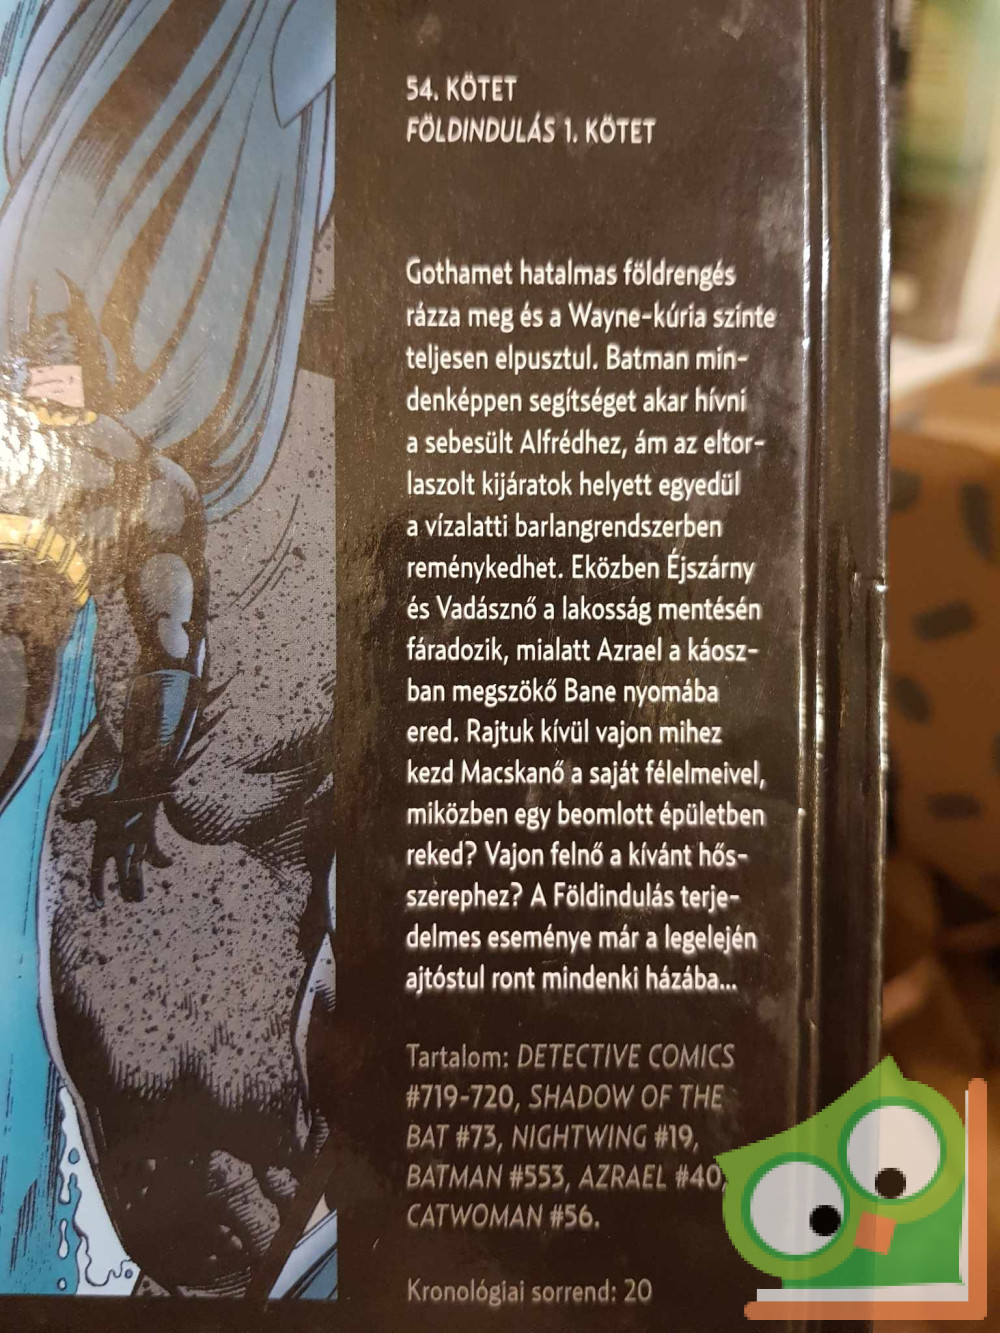 54. KÖTET
FÖLDINDULÁS 1. KÖTET
Gothamet hatalmas földrengés
rázza meg és a Wayne-kúria szinte
teljesen elpusztul. Batman min-
denképpen segítséget akar hívni
a sebesült Alfrédhez, ám az eltor-
laszolt kijáratok helyett egyedül
a vízalatti barlangrendszerben
reménykedhet. Eközben Éjszárny
és Vadásznő a lakosság mentésén
fáradozik, mialatt Azrael a káosz-
ban megszökő Bane nyomába
ered. Rajtuk kívül vajon mihez
kezd Macskanő a saját félelmeivel,
miközben egy beomlott épületben
reked? Vajon felnő a kívánt hős-
szerephez? A Földindulás terje-
delmes eseménye már a legelején
ajtóstul ront mindenki házába...
Tartalom: DETECTIVE COMICS
#719-720, SHADOW OF THE
BAT #73, NIGHTWING #19,
BATMAN #553, AZRAEL #40
CATWOMAN #56.
Kronológiai sorrend: 20